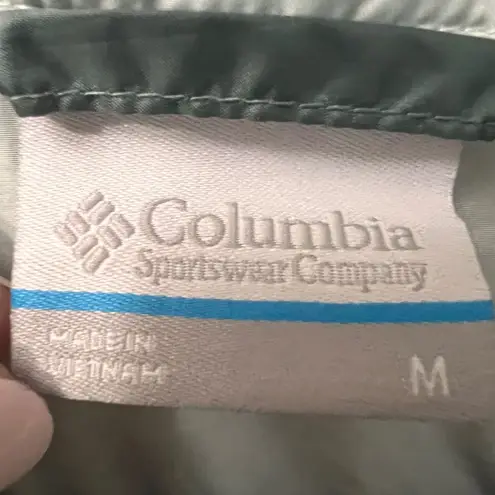 Columbia
Sportswear Company
MADE IN
VIETNAM
M